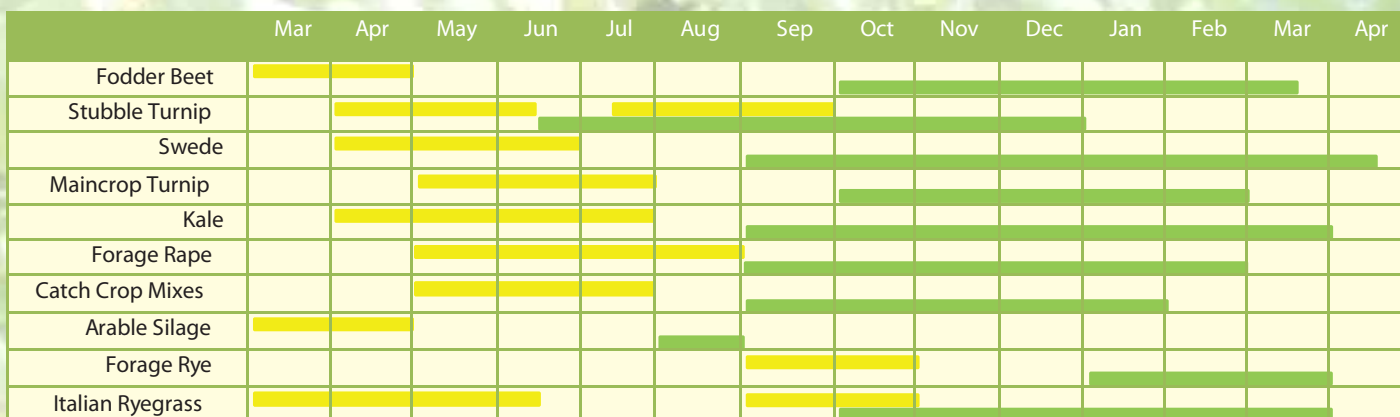 Mar Apr May Jun Jul Aug Sep Oct Nov Dec Jan Feb Mar Apr
Fodder Beet
Stubble Turnip
Swede
Maincrop Turnip
Kale
Forage Rape
Catch Crop Mixes
Arable Silage
Forage Rye
Italian Ryegrass